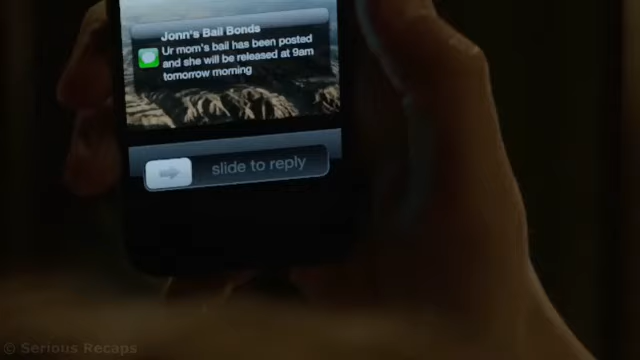 Jonn's Bail Bonds
Ur mom's bail has been posted
and she will be released at 9am
tomorrow morning
slide to reply
© Serious Recaps